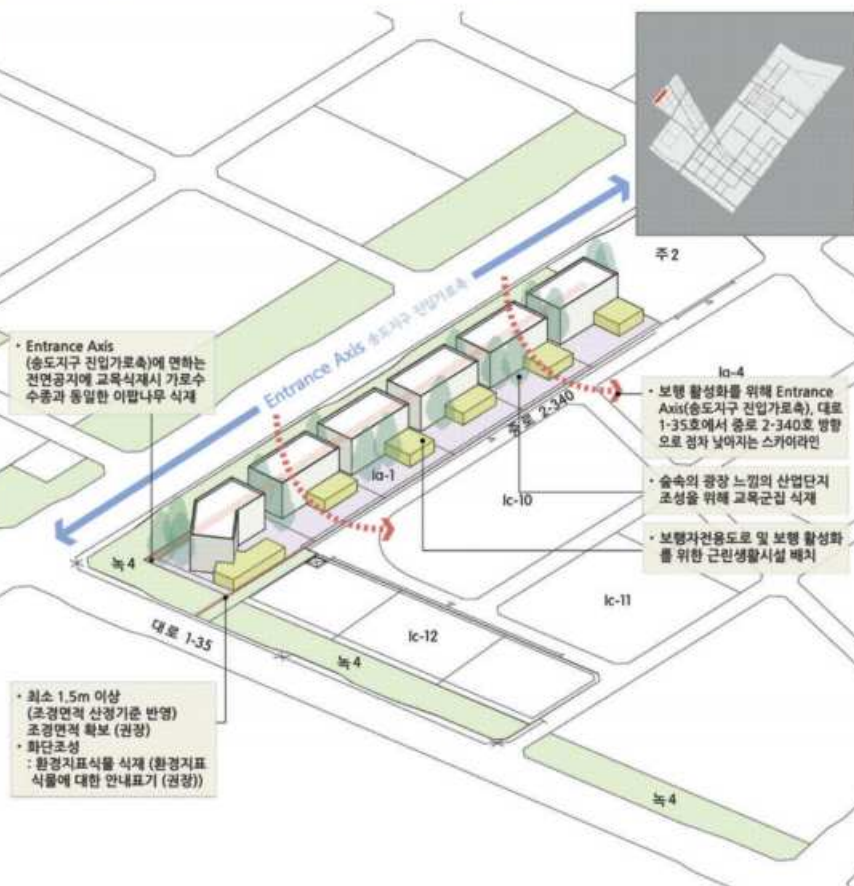 주2
• Entrance Axis
(송도지구 진입가로축)에 면하는
전면공지에 교목식재시 가로수
수종과 동일한 이팝나무 식재
Entrance Axis 송도지구 진입가로축
Ia-4
• 보행 활성화를 위해 Entrance
Axis(송도지구 진입가로축), 대로
1-35호에서 중로 2-340호 방향
으로 점차 낮아지는 스카이라인
중로 2-340
Ia-1
Ic-10
• 숲속의 광장 느낌의 산업단지
조성을 위해 교목군집 식재
• 보행자전용도로 및 보행 활성화
를 위한 근린생활시설 배치
녹4
Ic-11
대로 1-35
Ic-12
녹4
• 최소 1.5m 이상
(조경면적 산정기준 반영)
조경면적 확보 (권장)
• 화단조성
: 환경지표식물 식재 (환경지표
식물에 대한 안내표기 (권장))
녹4